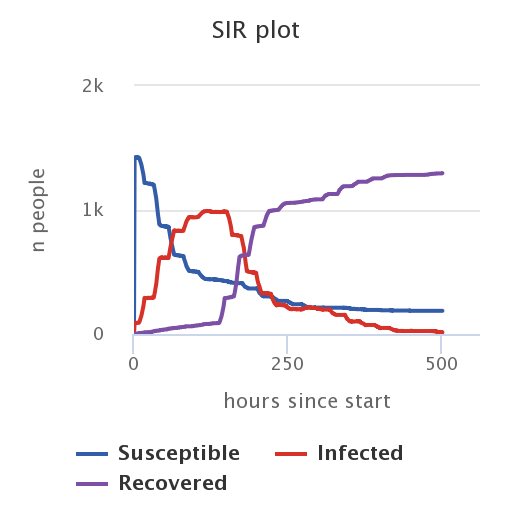 SIR plot
2k
1k
0
n people
0 250 500
hours since start
Susceptible Infected
Recovered